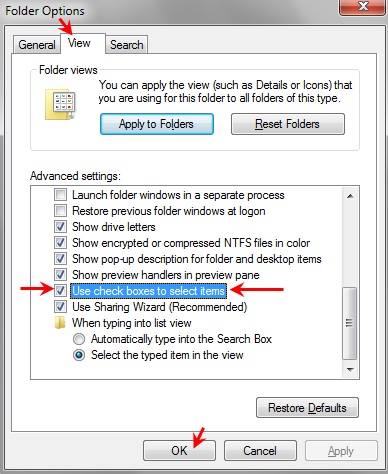 Folder Options
General View Search
Folder views
You can apply the view (such as Details or Icons) that
you are using for this folder to all folders of this type.
Apply to Folders Reset Folders
Advanced settings:
Launch folder windows in a separate process
Restore previous folder windows at logon
Show drive letters
Show encrypted or compressed NTFS files in color
Show pop-up description for folder and desktop items
Show preview handlers in preview pane
Use check boxes to select items
Use Sharing Wizard (Recommended)
When typing into list view
Automatically type into the Search Box
Select the typed item in the view
Restore Defaults
OK Cancel Apply